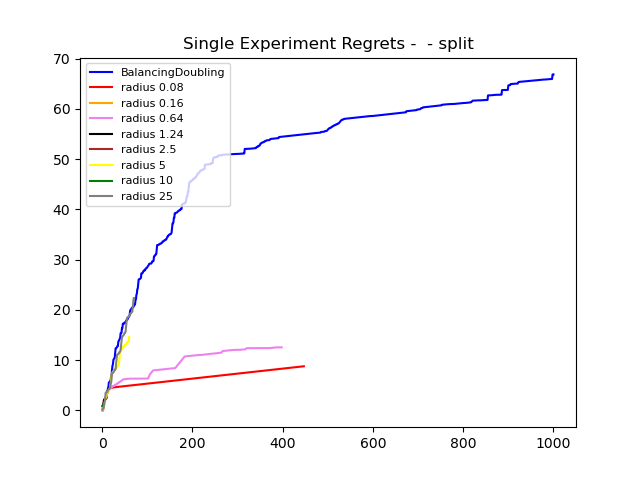 Single Experiment Regrets -  - split
70
60
50
40
30
20
10
0
BalancingDoubling
radius 0.08
radius 0.16
radius 0.64
radius 1.24
radius 2.5
radius 5
radius 10
radius 25
0 200 400 600 800 1000